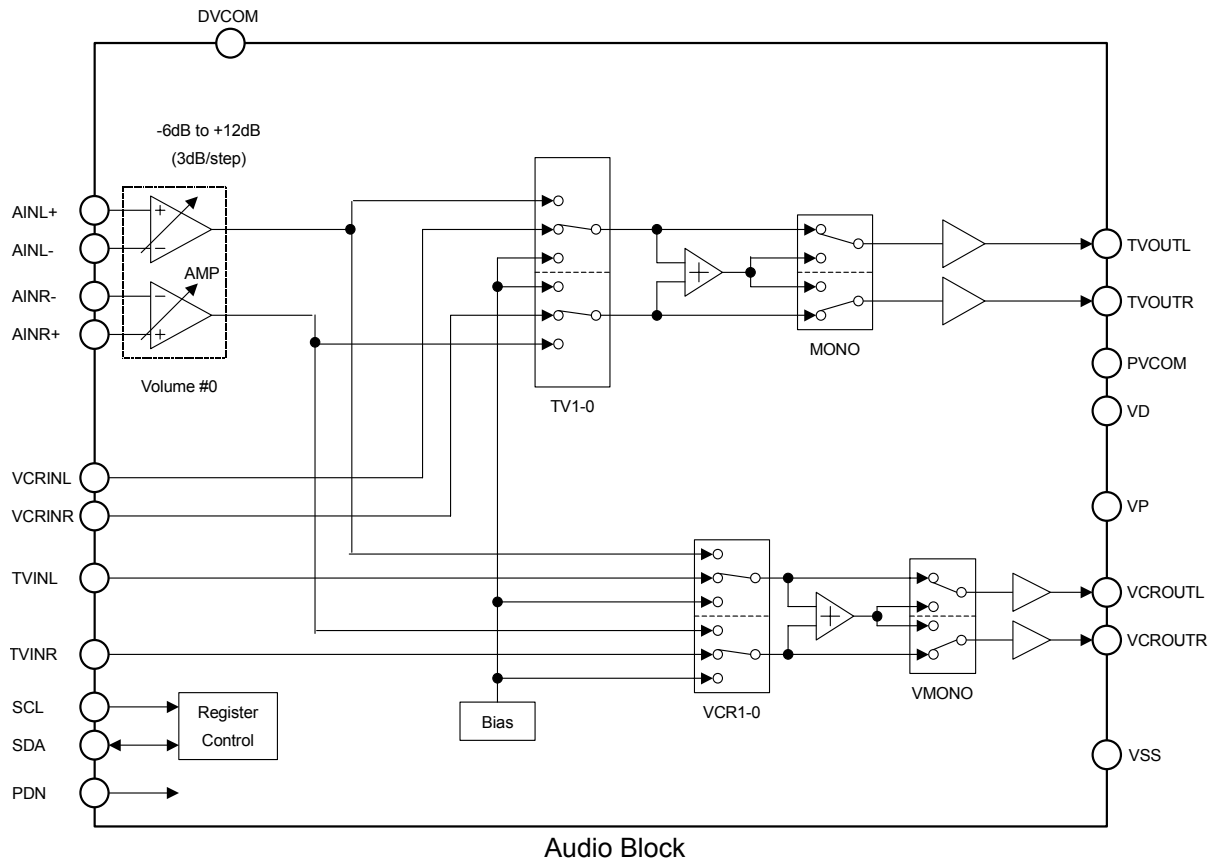 DVCOM
-6dB to +12dB
(3dB/step)
AINL+
AINL-
AINR-
AINR+
+
−
AMP
−
+
Volume #0
TV1-0
+
MONO
TVOUTL
TVOUTR
PVCOM
VD
VP
VCRINL
VCRINR
TVINL
TVINR
SCL
SDA
PDN
Register
Control
Bias
VCR1-0
+
VMONO
VCROUTL
VCROUTR
VSS
Audio Block